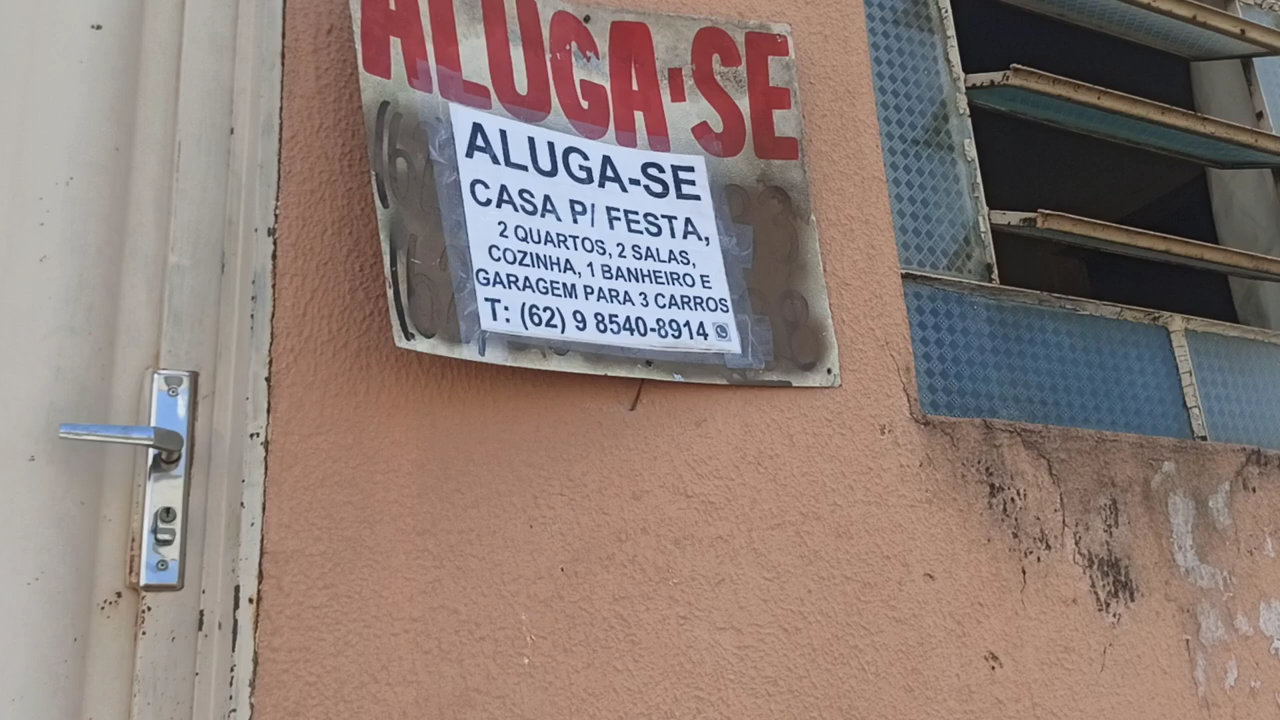 ALUGA-SE
ALUGA-SE
CASA P/ FESTA,
2 QUARTOS, 2 SALAS,
COZINHA, 1 BANHEIRO E
GARAGEM PARA 3 CARROS
T: (62) 9 8540-8914